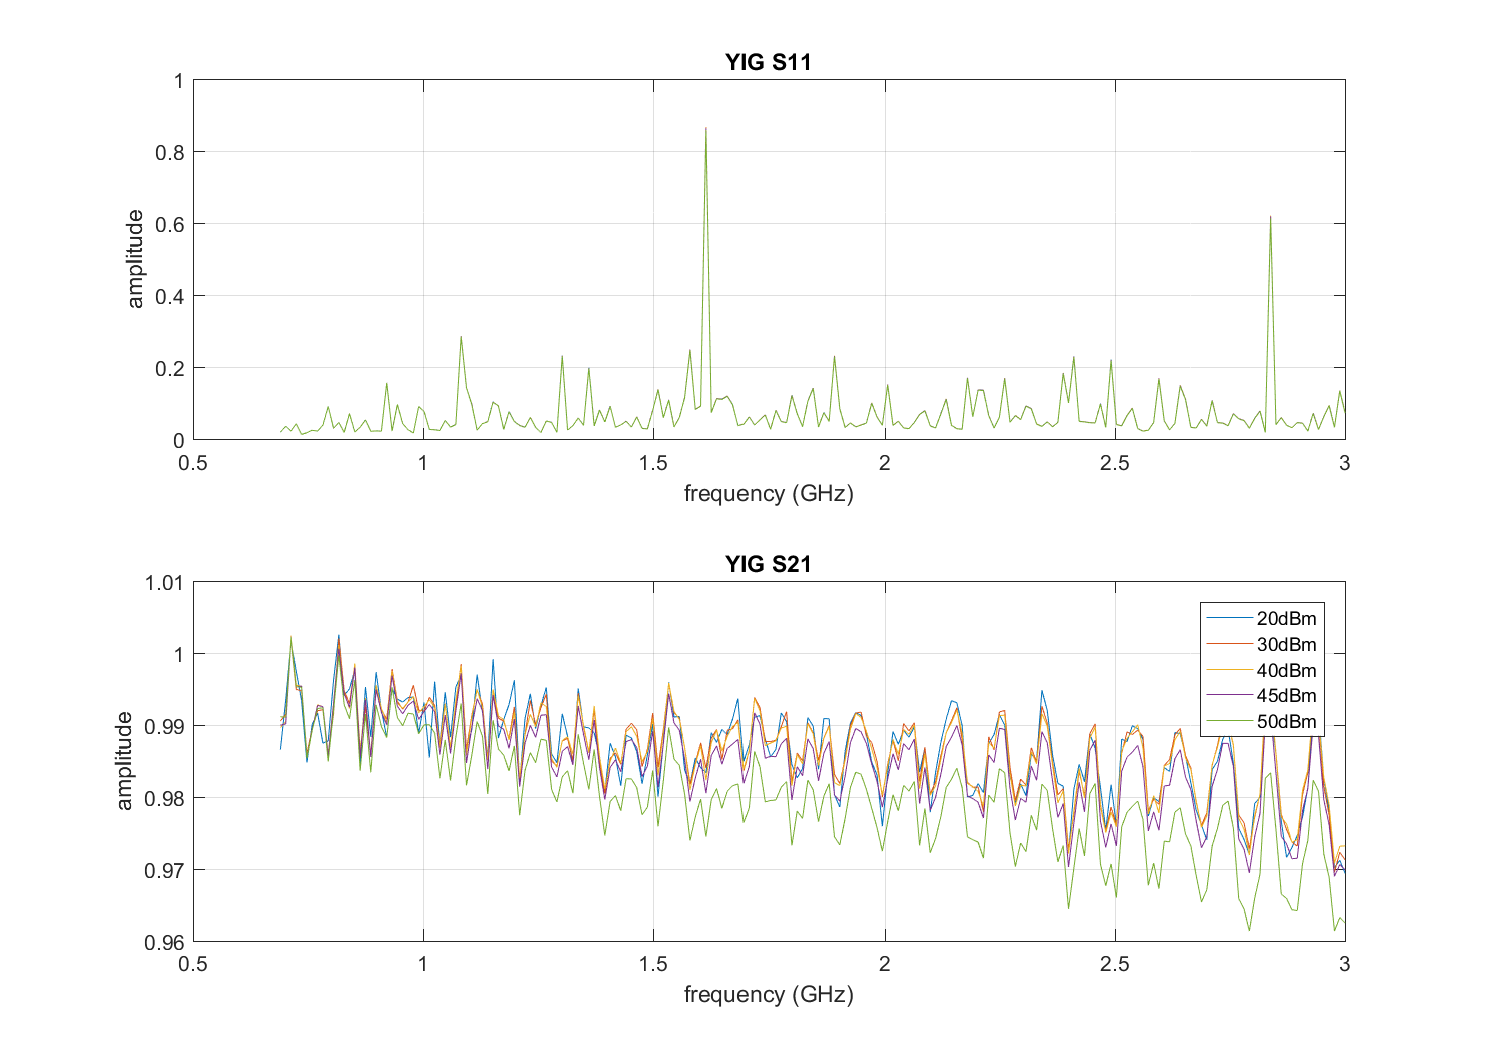 YIG S11
1
0.8
0.6
0.4
0.2
0
amplitude
0.5 1 1.5 2 2.5 3
frequency (GHz)
YIG S21
1.01
1
0.99
0.98
0.97
0.96
amplitude
20dBm
30dBm
40dBm
45dBm
50dBm
0.5 1 1.5 2 2.5 3
frequency (GHz)